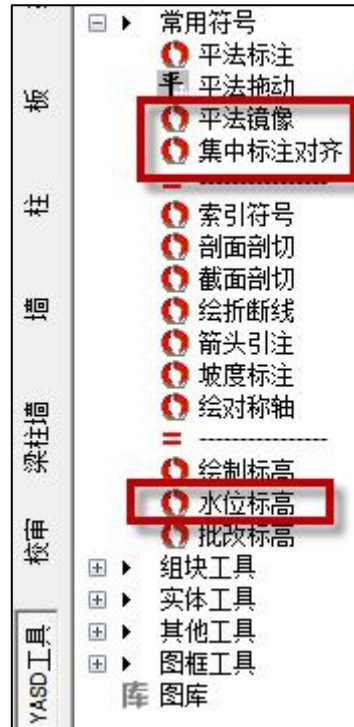 常用符号
平法标注
平 平法拖动
平法镜像
集中标注对齐
= ---------------
索引符号
剖面剖切
截面剖切
绘折断线
箭头引注
坡度标注
绘对称轴
= ---------------
绘制标高
水位标高
批改标高
组块工具
实体工具
其他工具
图框工具
库 图库
板
柱
墙
梁柱墙
校审
YASD工具